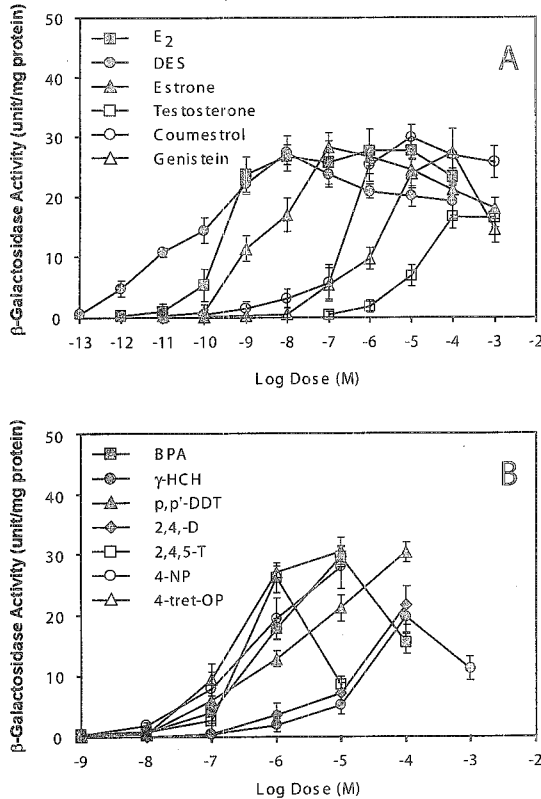 β-Galactosidase Activity (unit/mg protein)
50
40
30
20
10
0
E2
DES
Estrone
Testosterone
Coumestrol
Genistein
A
-13 -12 -11 -10 -9 -8 -7 -6 -5 -4 -3
Log Dose (M)
β-Galactosidase Activity (unit/mg protein)
50
40
30
20
10
0
BPA
γ-HCH
p,p'-DDT
2,4,-D
2,4,5-T
4-NP
4-tret-OP
B
-9 -8 -7 -6 -5 -4 -3
Log Dose (M)